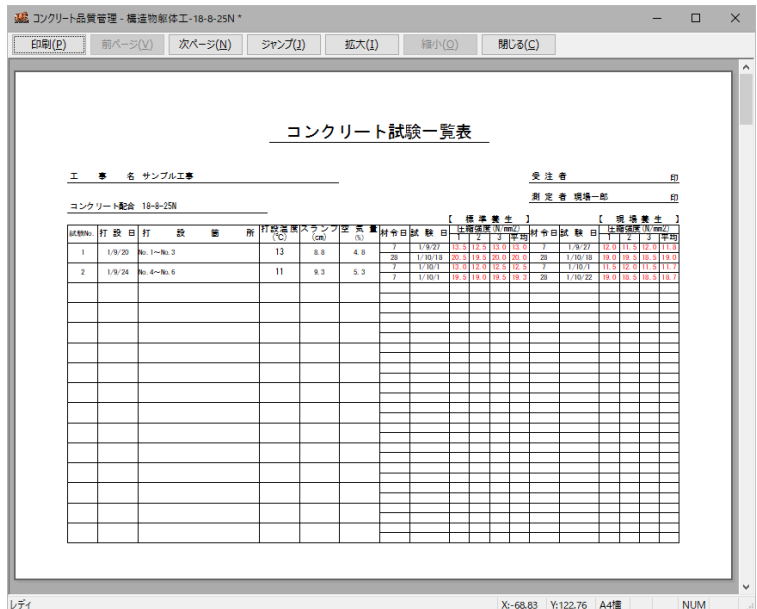 コンクリート品質管理 - 構造物躯体工-18-8-25N *
印刷(P) 前ページ(V) 次ページ(N) ジャンプ(J) 拡大(I) 縮小(O) 閉じる(C)
コンクリート試験一覧表
工 事 名 サンプル工事
受 注 者 印
測 定 者 現場一郎 印
コンクリート配合 18-8-25N
【 標 準 養 生 】 【 現 場 養 生 】
試験No. 打 設 日 打 設 箇 所 打設温度(℃) スランプ(cm) 空 気 量(%) 材令日 試 験 日 圧縮強度(N/mm2) 材令日 試 験 日 圧縮強度(N/mm2)
1 2 3 平均 1 2 3 平均
1 1/9/20 No.1～No.3 13 8.8 4.8 7 1/9/27 13.5 12.5 13.0 13.0 7 1/9/27 12.0 11.5 12.0 11.8
28 1/10/18 20.5 19.5 20.0 20.0 28 1/10/18 19.0 19.5 18.5 19.0
2 1/9/24 No.4～No.6 11 9.3 5.3 7 1/10/1 13.0 12.0 12.5 12.5 7 1/10/1 11.5 12.0 11.5 11.7
7 1/10/1 19.5 19.0 19.5 19.3 28 1/10/22 19.0 18.5 18.5 18.7
レディ X:-68.83 Y:122.76 A4横 NUM